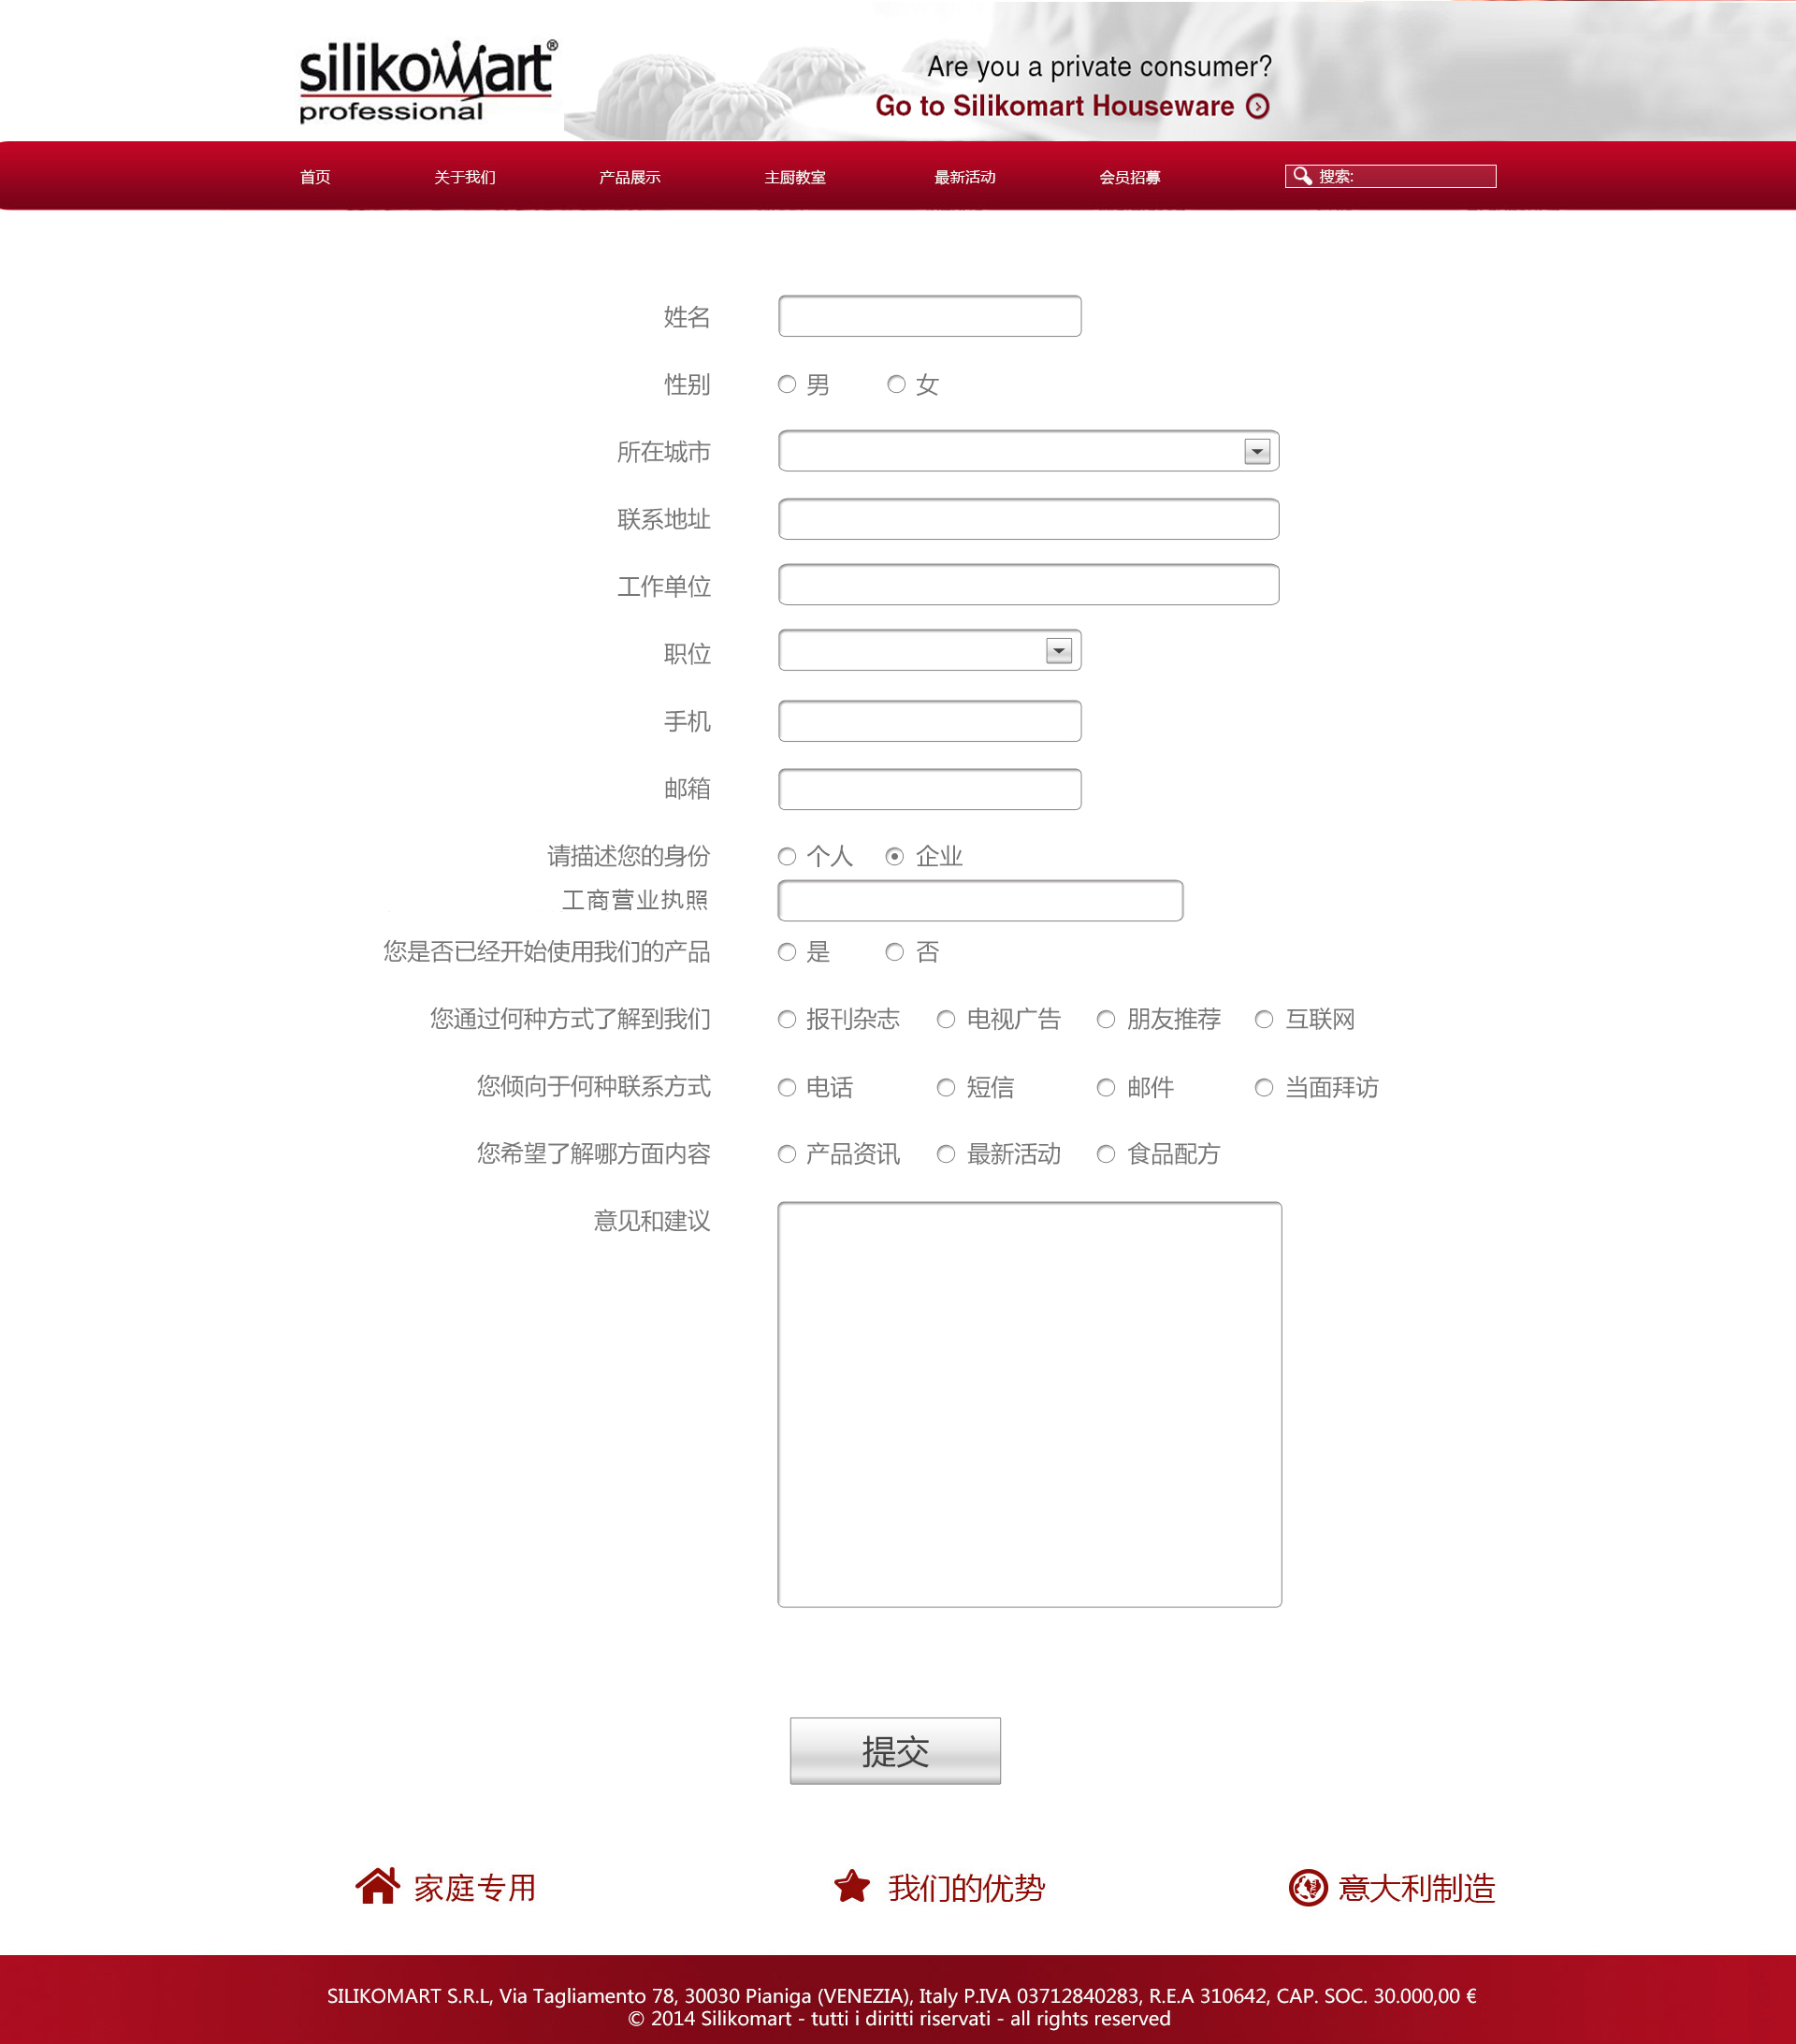 silikomart®
professional
Are you a private consumer?
Go to Silikomart Houseware
首页 关于我们 产品展示 主厨教室 最新活动 会员招募 搜索:
姓名
性别 男 女
所在城市
联系地址
工作单位
职位
手机
邮箱
请描述您的身份 个人 企业
工商营业执照
您是否已经开始使用我们的产品 是 否
您通过何种方式了解到我们 报刊杂志 电视广告 朋友推荐 互联网
您倾向于何种联系方式 电话 短信 邮件 当面拜访
您希望了解哪方面内容 产品资讯 最新活动 食品配方
意见和建议
提交
家庭专用 我们的优势 意大利制造
SILIKOMART S.R.L, Via Tagliamento 78, 30030 Pianiga (VENEZIA), Italy P.IVA 03712840283, R.E.A 310642, CAP. SOC. 30.000,00 €
© 2014 Silikomart - tutti i diritti riservati - all rights reserved